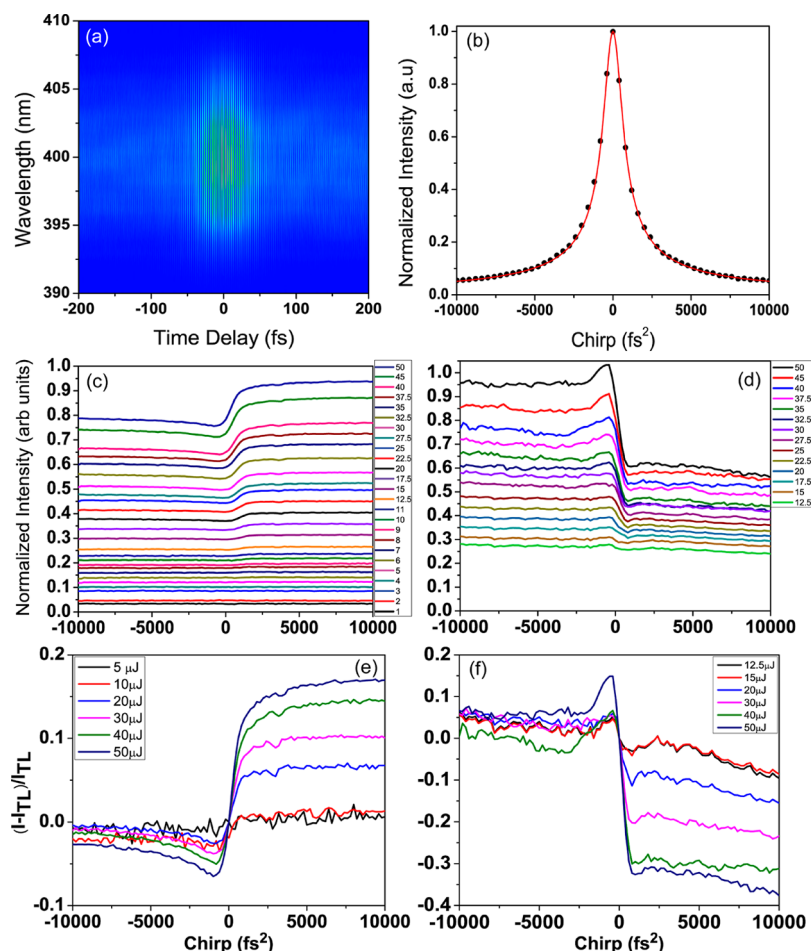 (a)
410
405
400
395
390
Wavelength (nm)
-200 -100 0 100 200
Time Delay (fs)
(b)
1.0
0.8
0.6
0.4
0.2
0.0
Normalized Intensity (a.u)
-10000 -5000 0 5000 10000
Chirp (fs²)
(c)
1.0
0.9
0.8
0.7
0.6
0.5
0.4
0.3
0.2
0.1
0.0
Normalized Intensity (arb units)
-10000 -5000 0 5000 10000
50
45
40
37.5
35
32.5
30
27.5
25
22.5
20
17.5
15
12.5
11
10
9
8
7
6
5
4
3
2
1
(d)
1.0
0.9
0.8
0.7
0.6
0.5
0.4
0.3
0.2
0.1
0.0
-10000 -5000 0 5000 10000
50
45
40
37.5
35
32.5
30
27.5
25
22.5
20
17.5
15
12.5
(e)
0.2
0.1
0.0
-0.1
(I-ITL)/ITL
5 μJ
10μJ
20μJ
30μJ
40μJ
50μJ
-10000 -5000 0 5000 10000
Chirp (fs²)
(f)
0.2
0.1
0.0
-0.1
-0.2
-0.3
-0.4
12.5μJ
15μJ
20μJ
30μJ
40μJ
50μJ
-10000 -5000 0 5000 10000
Chirp (fs²)